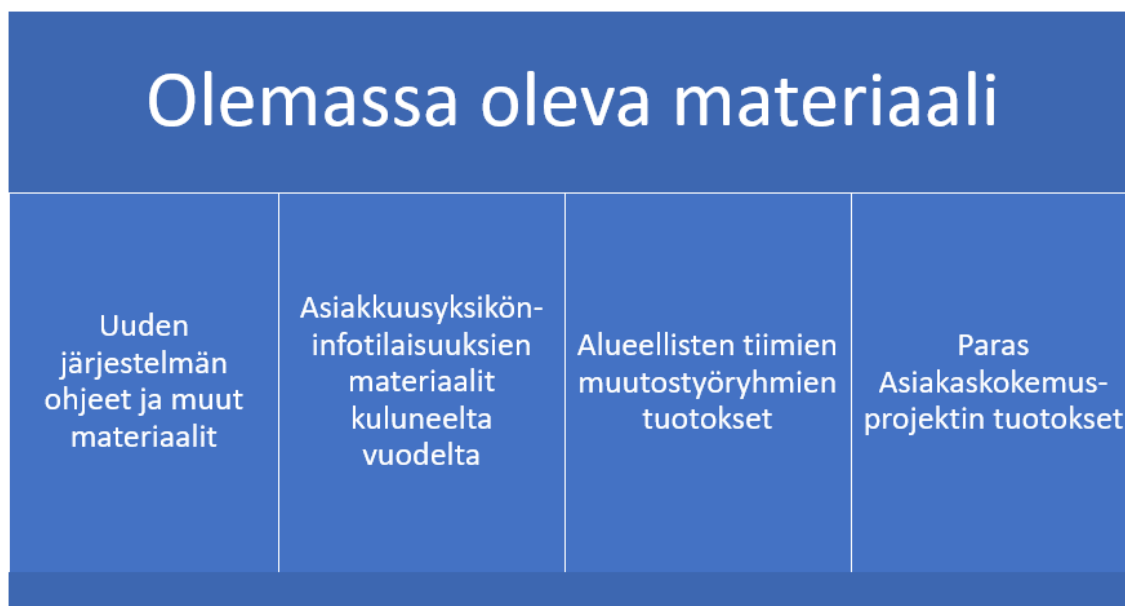 Olemassa oleva materiaali
Uuden
järjestelmän
ohjeet ja muut
materiaalit
Asiakkuusyksikön-
infotilaisuuksien
materiaalit
kuluneelta
vuodelta
Alueellisten tiimien
muutostyöryhmien
tuotokset
Paras
Asiakaskokemus-
projektin tuotokset